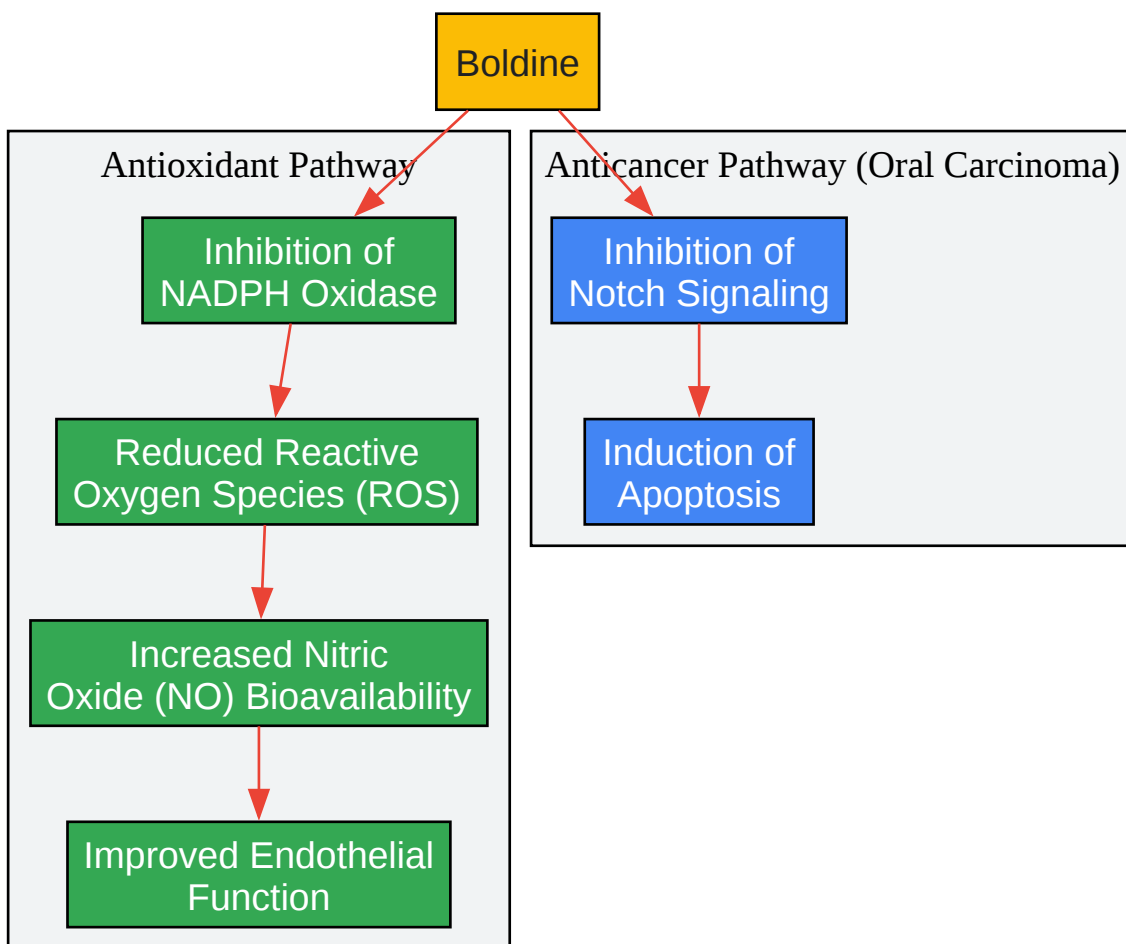 Boldine
Antioxidant Pathway
Inhibition of
NADPH Oxidase
Reduced Reactive
Oxygen Species (ROS)
Increased Nitric
Oxide (NO) Bioavailability
Improved Endothelial
Function
Anticancer Pathway (Oral Carcinoma)
Inhibition of
Notch Signaling
Induction of
Apoptosis